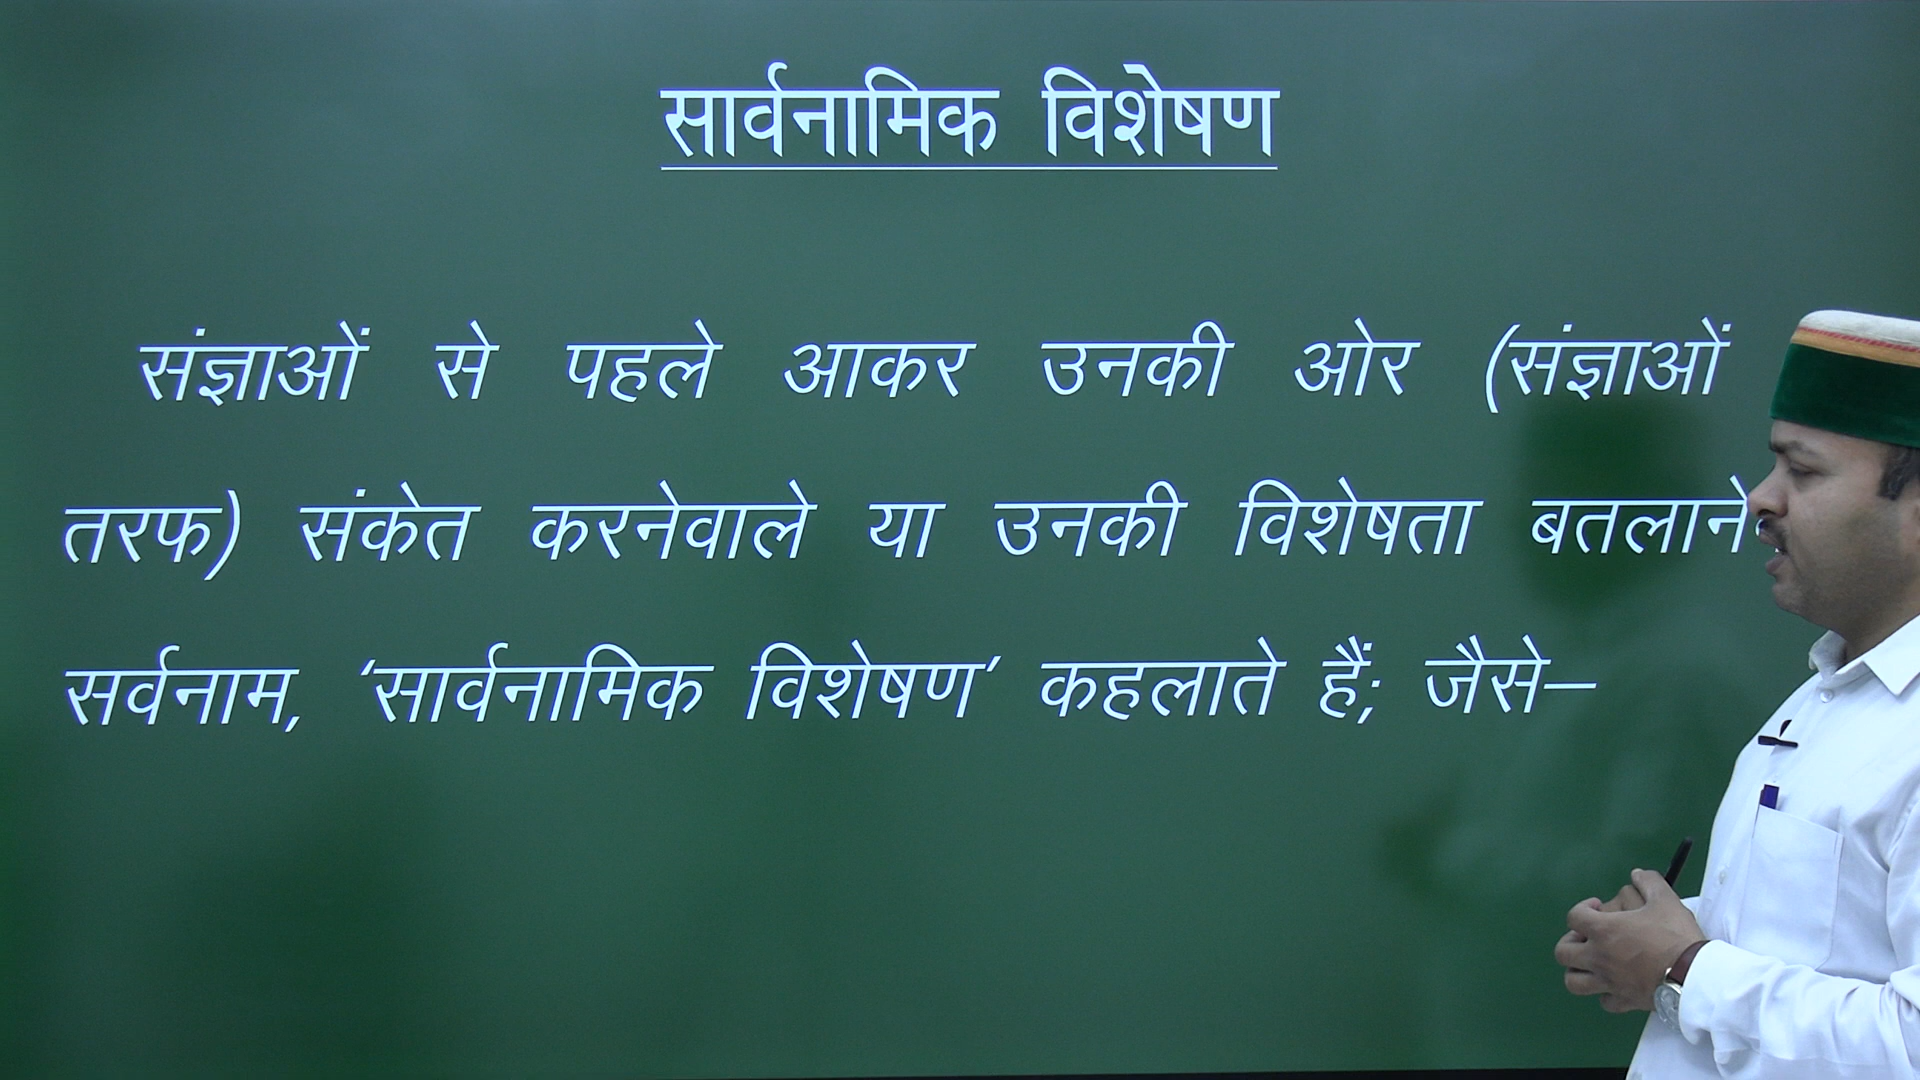 सार्वनामिक विशेषण
संज्ञाओं से पहले आकर उनकी ओर (संज्ञाओं
तरफ) संकेत करनेवाले या उनकी विशेषता बतलाने
सर्वनाम, ‘सार्वनामिक विशेषण’ कहलाते हैं; जैसे—